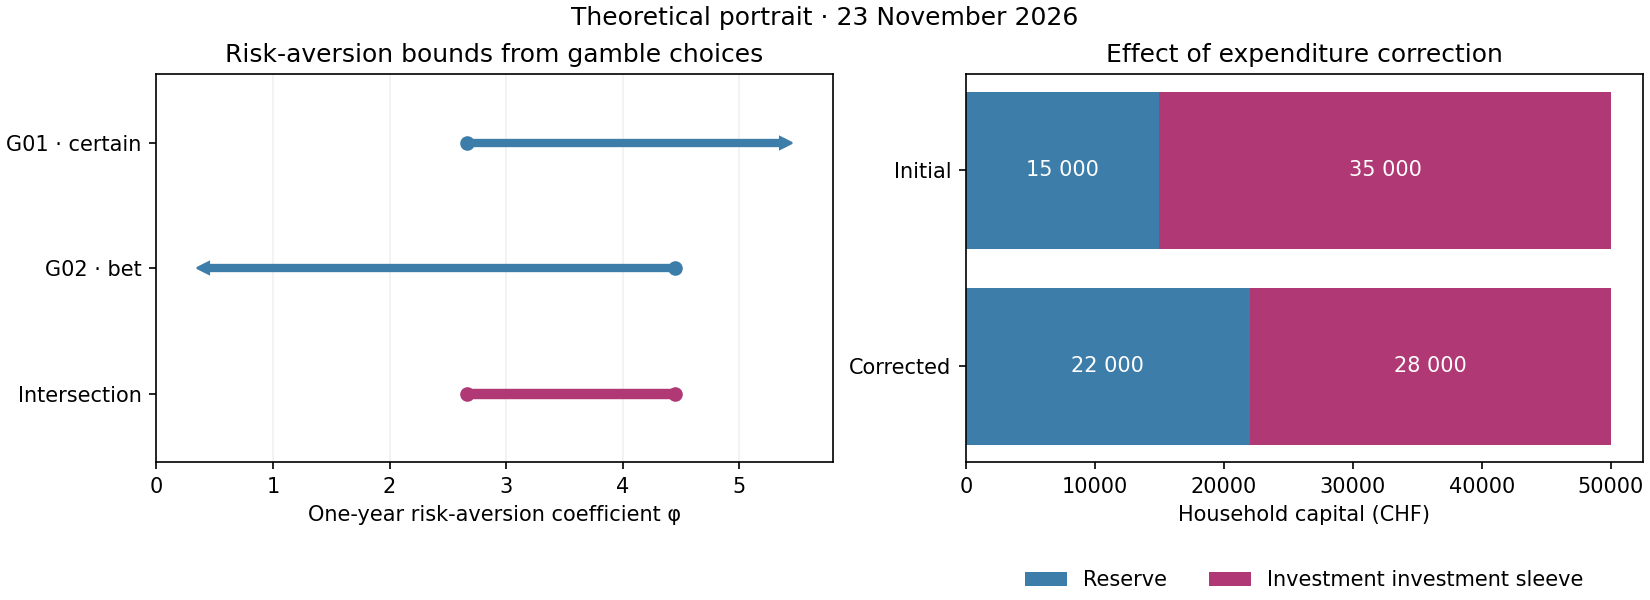 Theoretical portrait · 23 November 2026
Risk-aversion bounds from gamble choices
G01 · certain
G02 · bet
Intersection
0 1 2 3 4 5
One-year risk-aversion coefficient φ
Effect of expenditure correction
Initial
15 000 35 000
Corrected
22 000 28 000
0 10000 20000 30000 40000 50000
Household capital (CHF)
Reserve Investment investment sleeve